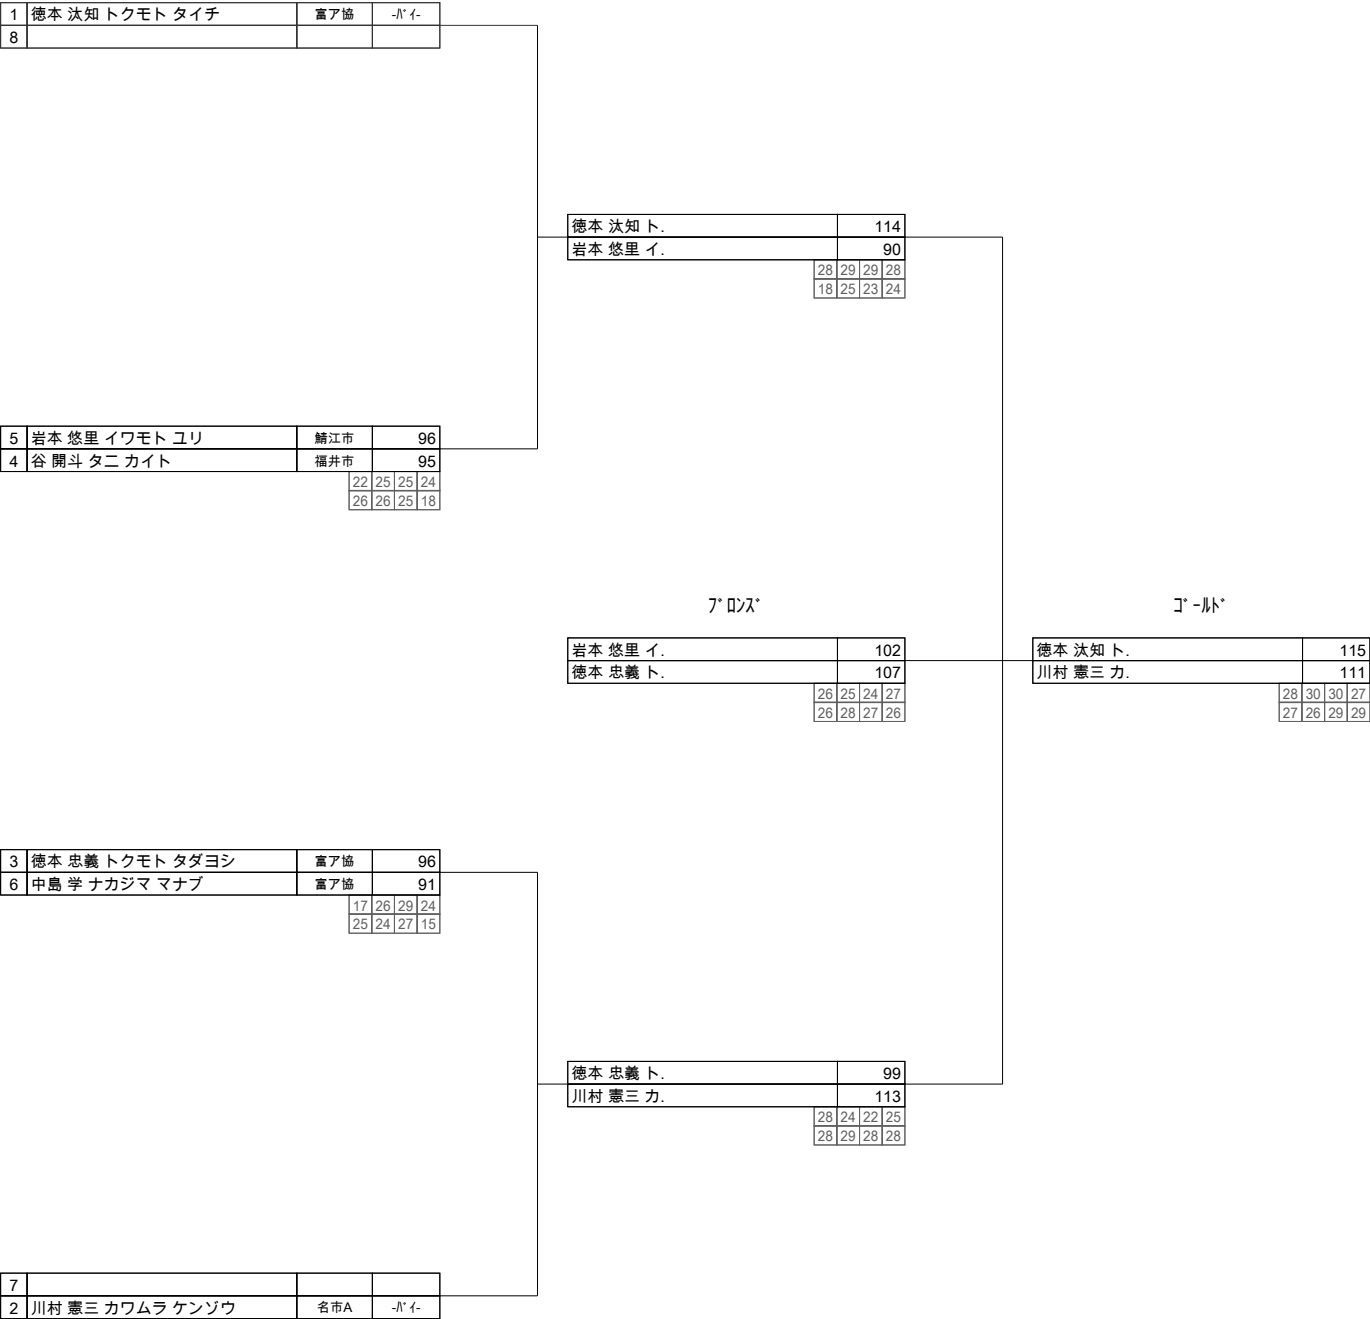 1 徳本 汰知 トクモト タイチ 富ア協 -ﾊﾞｲ-
8
徳本 汰知 ト. 114
岩本 悠里 イ. 90
28 29 29 28
18 25 23 24
5 岩本 悠里 イワモト ユリ 鯖江市 96
4 谷 開斗 タニ カイト 福井市 95
22 25 25 24
26 26 25 18
ﾌﾞﾛﾝｽﾞ
岩本 悠里 イ. 102
徳本 忠義 ト. 107
26 25 24 27
26 28 27 26
ｺﾞｰﾙﾄﾞ
徳本 汰知 ト. 115
川村 憲三 カ. 111
28 30 30 27
27 26 29 29
3 徳本 忠義 トクモト タダヨシ 富ア協 96
6 中島 学 ナカジマ マナブ 富ア協 91
17 26 29 24
25 24 27 15
徳本 忠義 ト. 99
川村 憲三 カ. 113
28 24 22 25
28 29 28 28
7
2 川村 憲三 カワムラ ケンゾウ 名市A -ﾊﾞｲ-